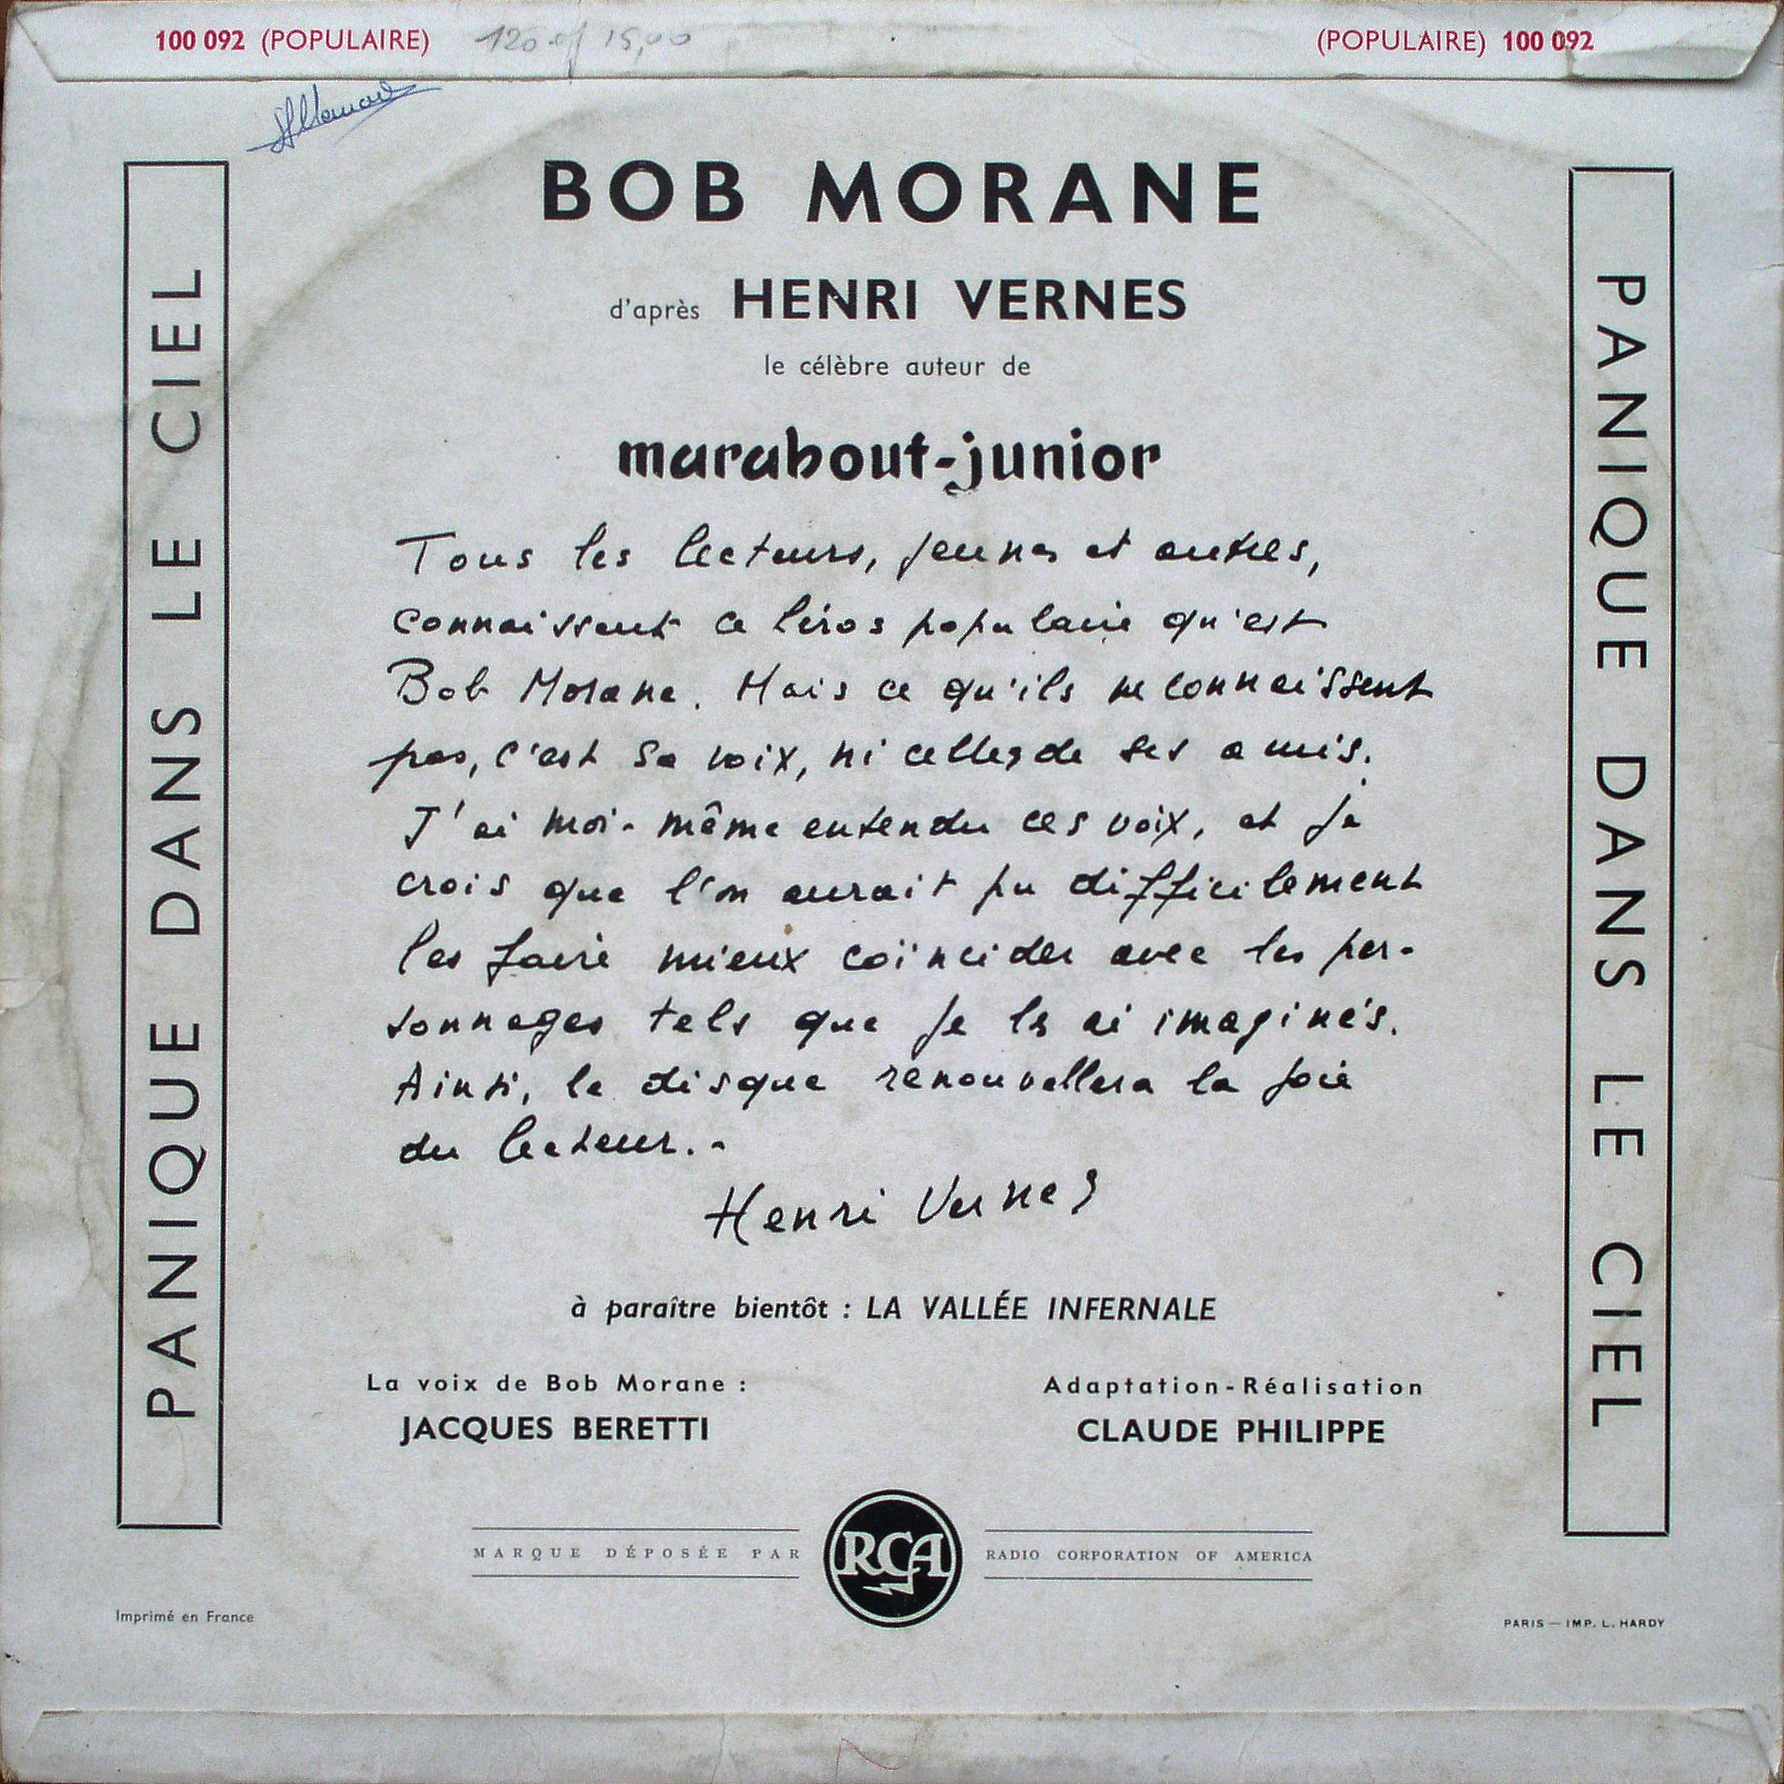 100 092 (POPULAIRE) 15,00 (POPULAIRE) 100 092
BOB MORANE
d'après HENRI VERNES
le célèbre auteur de
marabout-junior
Tous les lecteurs, jeunes et autres,
connaissent ce héros populaire qu'est
Bob Morane. Mais ce qu'ils ne connaissent
pas, c'est sa voix, ni celles de ses amis.
J'ai moi-même entendu ces voix, et je
crois que l'on aurait pu difficilement
les faire mieux coïncider avec les per-
sonnages tels que je les ai imaginés.
Ainsi, le disque renouvellera la joie
du lecteur.-
Henri Vernes
à paraître bientôt : LA VALLÉE INFERNALE
La voix de Bob Morane :
JACQUES BERETTI
Adaptation-Réalisation
CLAUDE PHILIPPE
MARQUE DÉPOSÉE PAR RCA RADIO CORPORATION OF AMERICA
Imprimé en France
PARIS — IMP. L. HARDY
PANIQUE DANS LE CIEL
PANIQUE DANS LE CIEL